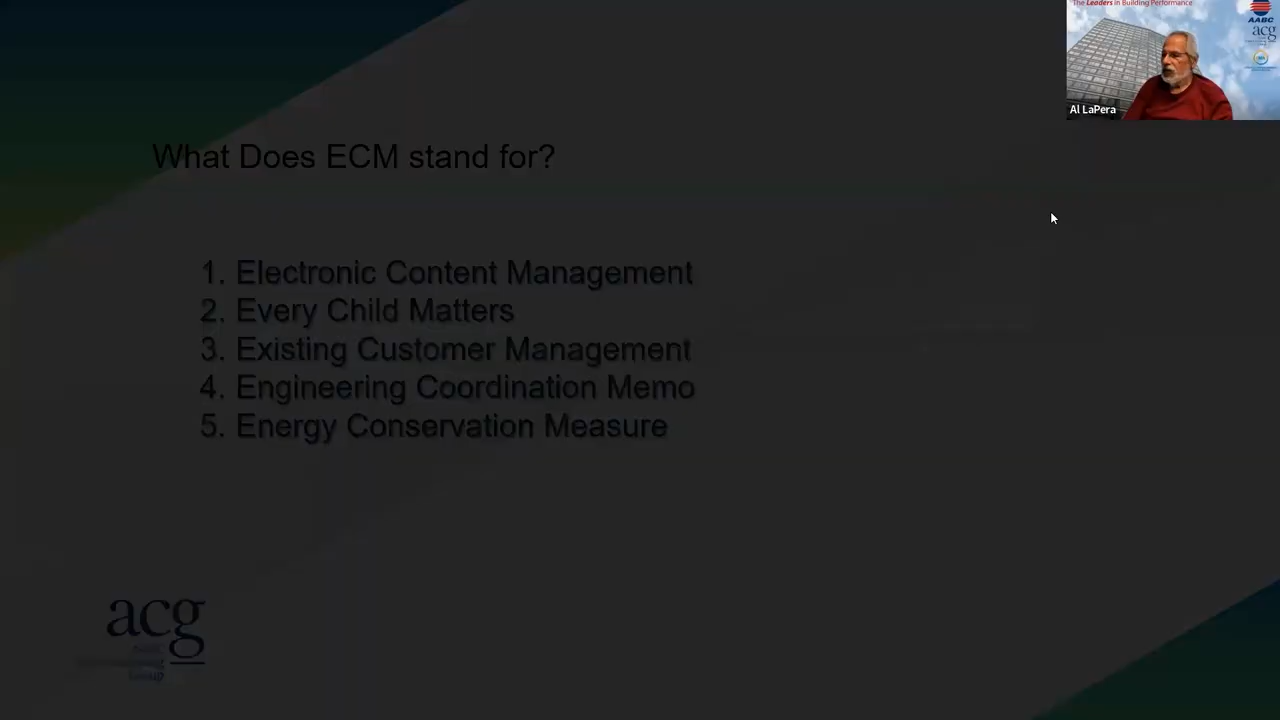 The Leaders in Building Performance
AABC
acg
Al LaPera
What Does ECM stand for?
1. Electronic Content Management
2. Every Child Matters
3. Existing Customer Management
4. Engineering Coordination Memo
5. Energy Conservation Measure
acg